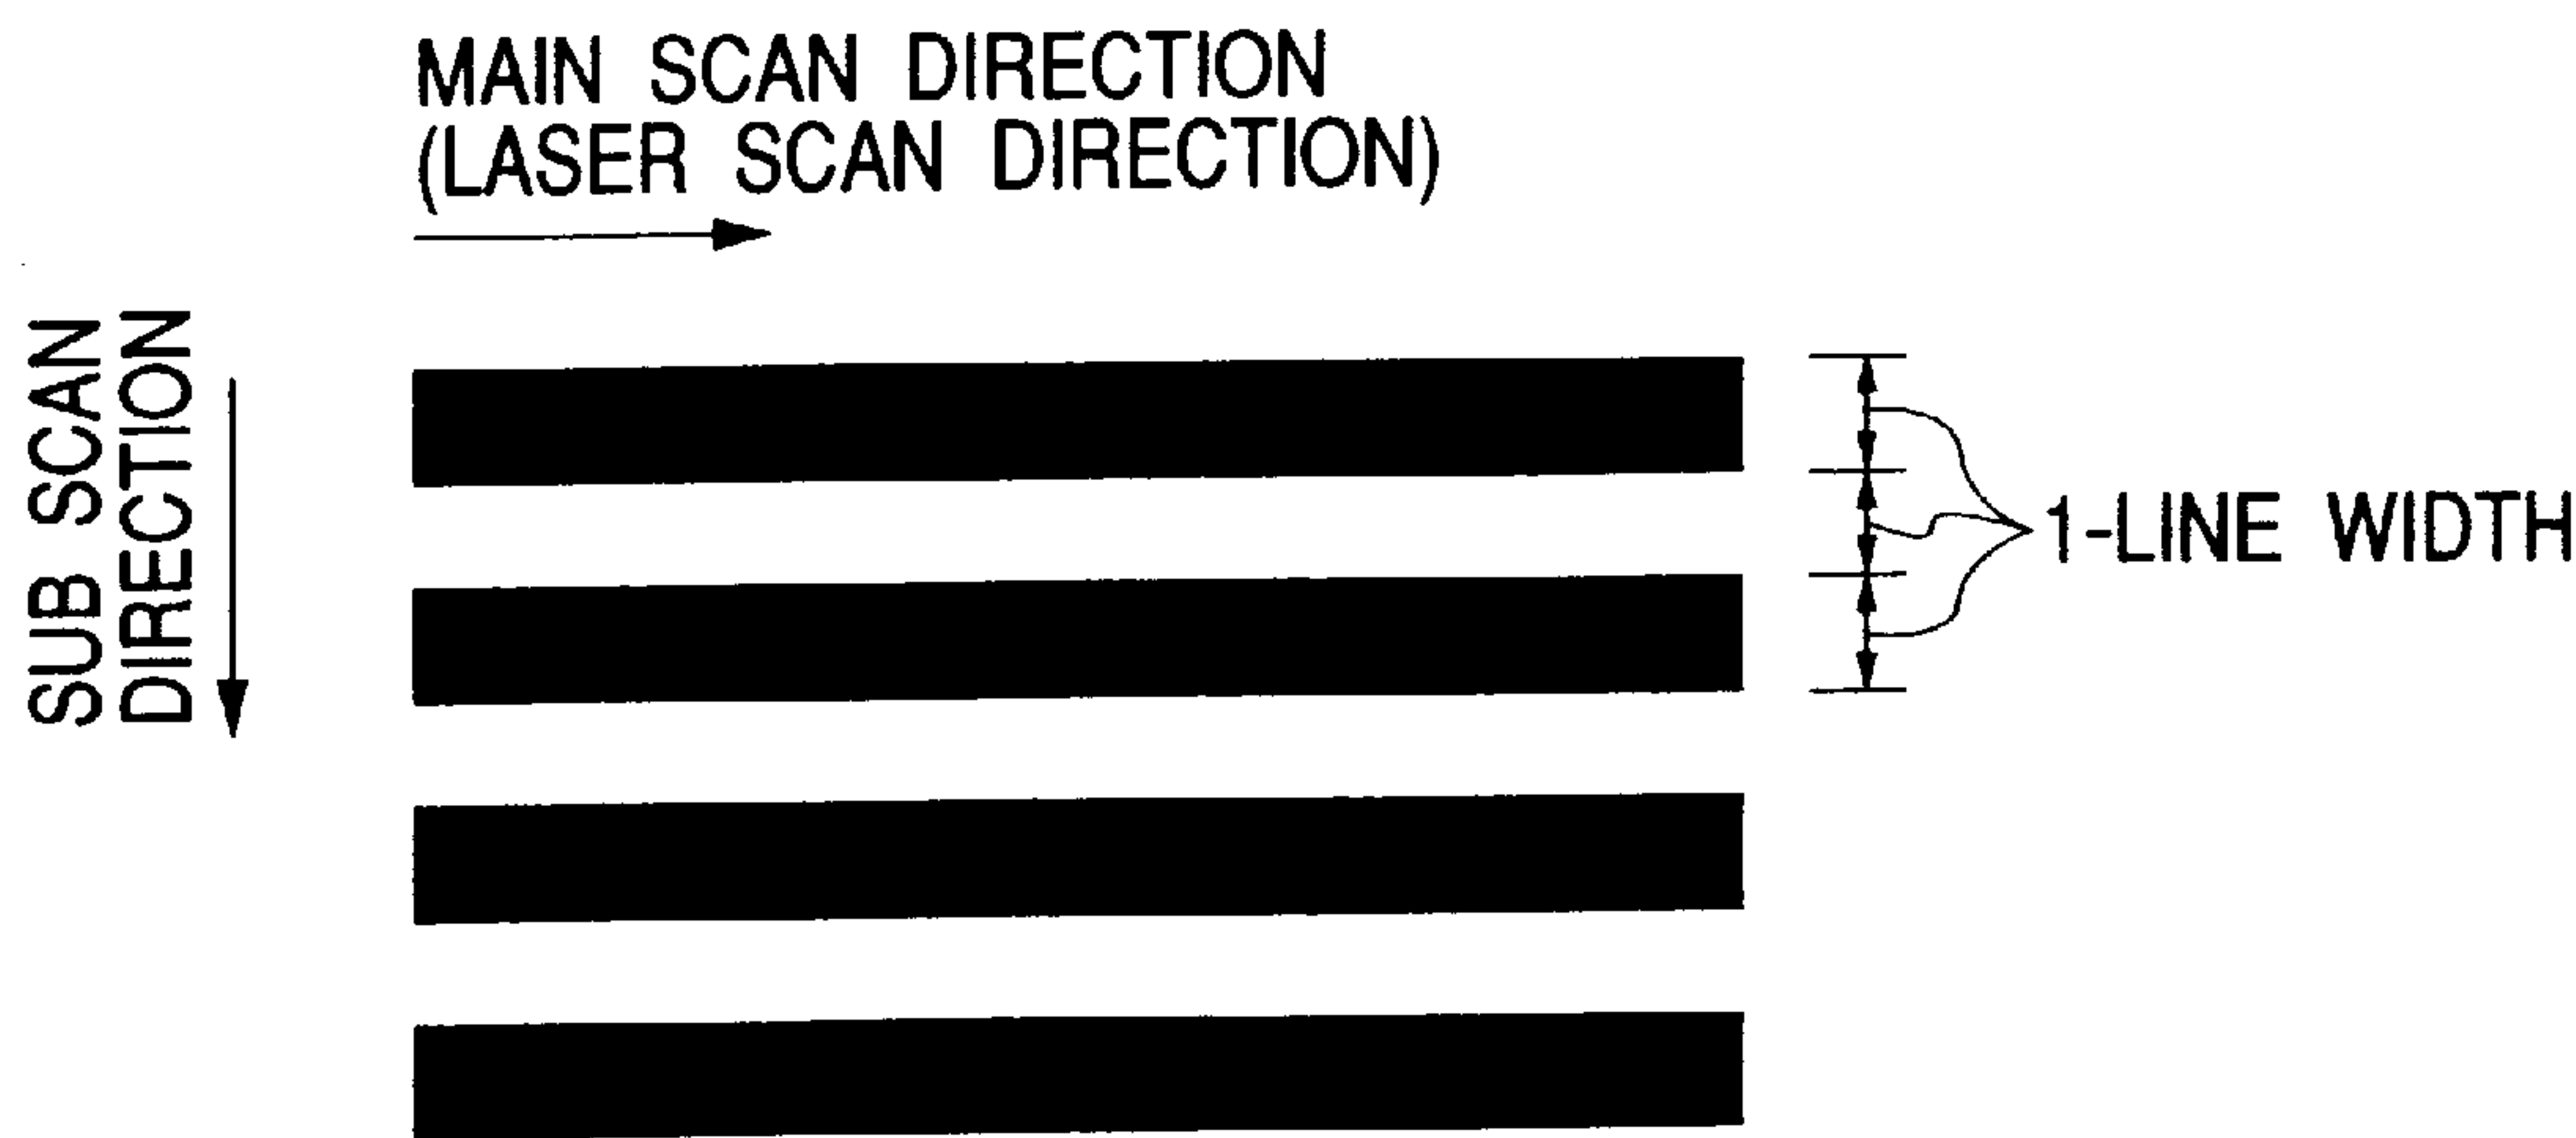 MAIN SCAN DIRECTION
(LASER SCAN DIRECTION)
SUB SCAN
DIRECTION
1-LINE WIDTH